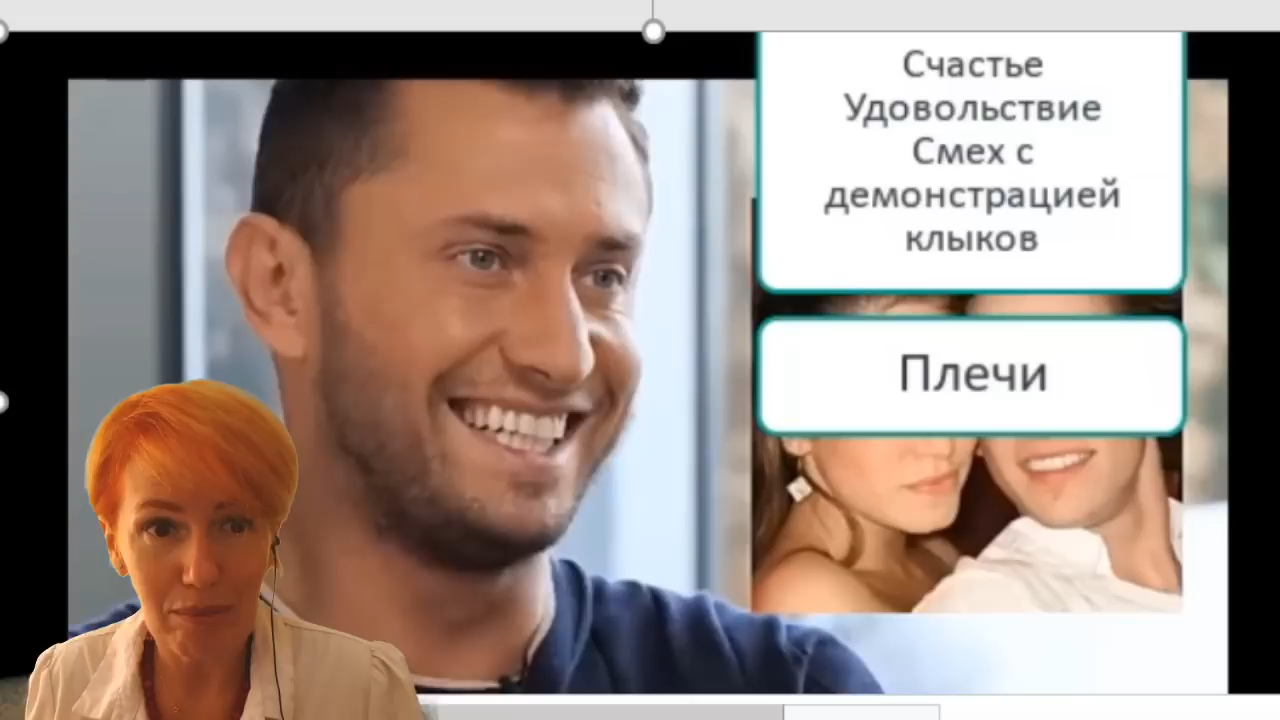 Счастье
Удовольствие
Смех с
демонстрацией
клыков
Плечи